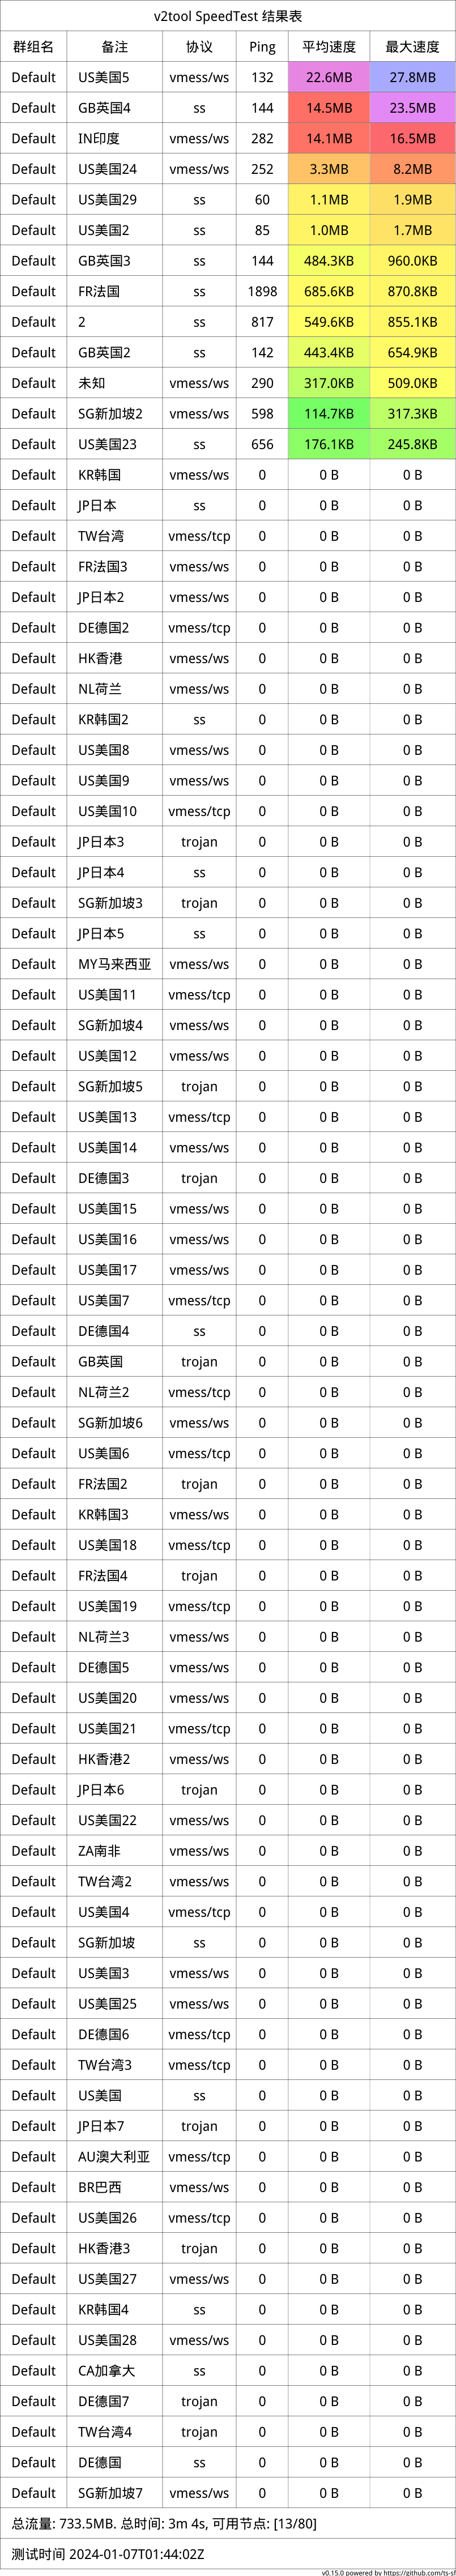 v2tool SpeedTest 结果表
群组名 备注 协议 Ping 平均速度 最大速度
Default US美国5 vmess/ws 132 22.6MB 27.8MB
Default GB英国4 ss 144 14.5MB 23.5MB
Default IN印度 vmess/ws 282 14.1MB 16.5MB
Default US美国24 vmess/ws 252 3.3MB 8.2MB
Default US美国29 ss 60 1.1MB 1.9MB
Default US美国2 ss 85 1.0MB 1.7MB
Default GB英国3 ss 144 484.3KB 960.0KB
Default FR法国 ss 1898 685.6KB 870.8KB
Default 2 ss 817 549.6KB 855.1KB
Default GB英国2 ss 142 443.4KB 654.9KB
Default 未知 vmess/ws 290 317.0KB 509.0KB
Default SG新加坡2 vmess/ws 598 114.7KB 317.3KB
Default US美国23 ss 656 176.1KB 245.8KB
Default KR韩国 vmess/ws 0 0 B 0 B
Default JP日本 ss 0 0 B 0 B
Default TW台湾 vmess/tcp 0 0 B 0 B
Default FR法国3 vmess/ws 0 0 B 0 B
Default JP日本2 vmess/ws 0 0 B 0 B
Default DE德国2 vmess/tcp 0 0 B 0 B
Default HK香港 vmess/ws 0 0 B 0 B
Default NL荷兰 vmess/ws 0 0 B 0 B
Default KR韩国2 ss 0 0 B 0 B
Default US美国8 vmess/ws 0 0 B 0 B
Default US美国9 vmess/ws 0 0 B 0 B
Default US美国10 vmess/tcp 0 0 B 0 B
Default JP日本3 trojan 0 0 B 0 B
Default JP日本4 ss 0 0 B 0 B
Default SG新加坡3 trojan 0 0 B 0 B
Default JP日本5 ss 0 0 B 0 B
Default MY马来西亚 vmess/ws 0 0 B 0 B
Default US美国11 vmess/tcp 0 0 B 0 B
Default SG新加坡4 vmess/ws 0 0 B 0 B
Default US美国12 vmess/ws 0 0 B 0 B
Default SG新加坡5 trojan 0 0 B 0 B
Default US美国13 vmess/tcp 0 0 B 0 B
Default US美国14 vmess/ws 0 0 B 0 B
Default DE德国3 trojan 0 0 B 0 B
Default US美国15 vmess/ws 0 0 B 0 B
Default US美国16 vmess/ws 0 0 B 0 B
Default US美国17 vmess/ws 0 0 B 0 B
Default US美国7 vmess/tcp 0 0 B 0 B
Default DE德国4 ss 0 0 B 0 B
Default GB英国 trojan 0 0 B 0 B
Default NL荷兰2 vmess/tcp 0 0 B 0 B
Default SG新加坡6 vmess/ws 0 0 B 0 B
Default US美国6 vmess/tcp 0 0 B 0 B
Default FR法国2 trojan 0 0 B 0 B
Default KR韩国3 vmess/ws 0 0 B 0 B
Default US美国18 vmess/tcp 0 0 B 0 B
Default FR法国4 trojan 0 0 B 0 B
Default US美国19 vmess/tcp 0 0 B 0 B
Default NL荷兰3 vmess/ws 0 0 B 0 B
Default DE德国5 vmess/ws 0 0 B 0 B
Default US美国20 vmess/ws 0 0 B 0 B
Default US美国21 vmess/tcp 0 0 B 0 B
Default HK香港2 vmess/ws 0 0 B 0 B
Default JP日本6 trojan 0 0 B 0 B
Default US美国22 vmess/ws 0 0 B 0 B
Default ZA南非 vmess/ws 0 0 B 0 B
Default TW台湾2 vmess/ws 0 0 B 0 B
Default US美国4 vmess/tcp 0 0 B 0 B
Default SG新加坡 ss 0 0 B 0 B
Default US美国3 vmess/ws 0 0 B 0 B
Default US美国25 vmess/ws 0 0 B 0 B
Default DE德国6 vmess/tcp 0 0 B 0 B
Default TW台湾3 vmess/tcp 0 0 B 0 B
Default US美国 ss 0 0 B 0 B
Default JP日本7 trojan 0 0 B 0 B
Default AU澳大利亚 vmess/tcp 0 0 B 0 B
Default BR巴西 vmess/ws 0 0 B 0 B
Default US美国26 vmess/tcp 0 0 B 0 B
Default HK香港3 trojan 0 0 B 0 B
Default US美国27 vmess/ws 0 0 B 0 B
Default KR韩国4 ss 0 0 B 0 B
Default US美国28 vmess/ws 0 0 B 0 B
Default CA加拿大 ss 0 0 B 0 B
Default DE德国7 trojan 0 0 B 0 B
Default TW台湾4 trojan 0 0 B 0 B
Default DE德国 ss 0 0 B 0 B
Default SG新加坡7 vmess/ws 0 0 B 0 B
总流量: 733.5MB. 总时间: 3m 4s, 可用节点: [13/80]
测试时间 2024-01-07T01:44:02Z
v0.15.0 powered by https://github.com/ts-sf